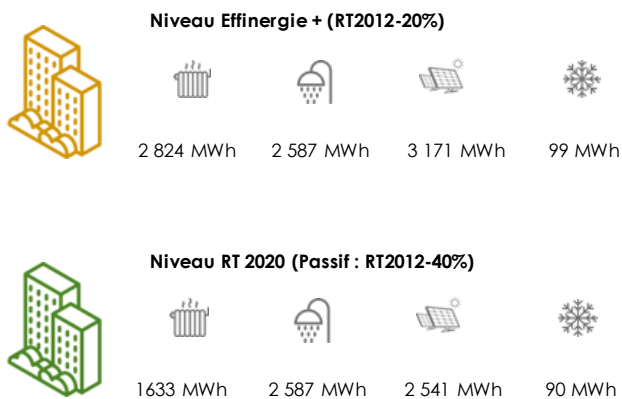 Niveau Effinergie + (RT2012-20%)
2 824 MWh 2 587 MWh 3 171 MWh 99 MWh
Niveau RT 2020 (Passif : RT2012-40%)
1633 MWh 2 587 MWh 2 541 MWh 90 MWh